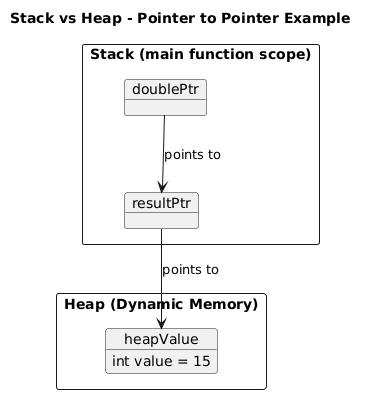 Stack vs Heap - Pointer to Pointer Example
Stack (main function scope)
doublePtr
points to
resultPtr
points to
Heap (Dynamic Memory)
heapValue
int value = 15